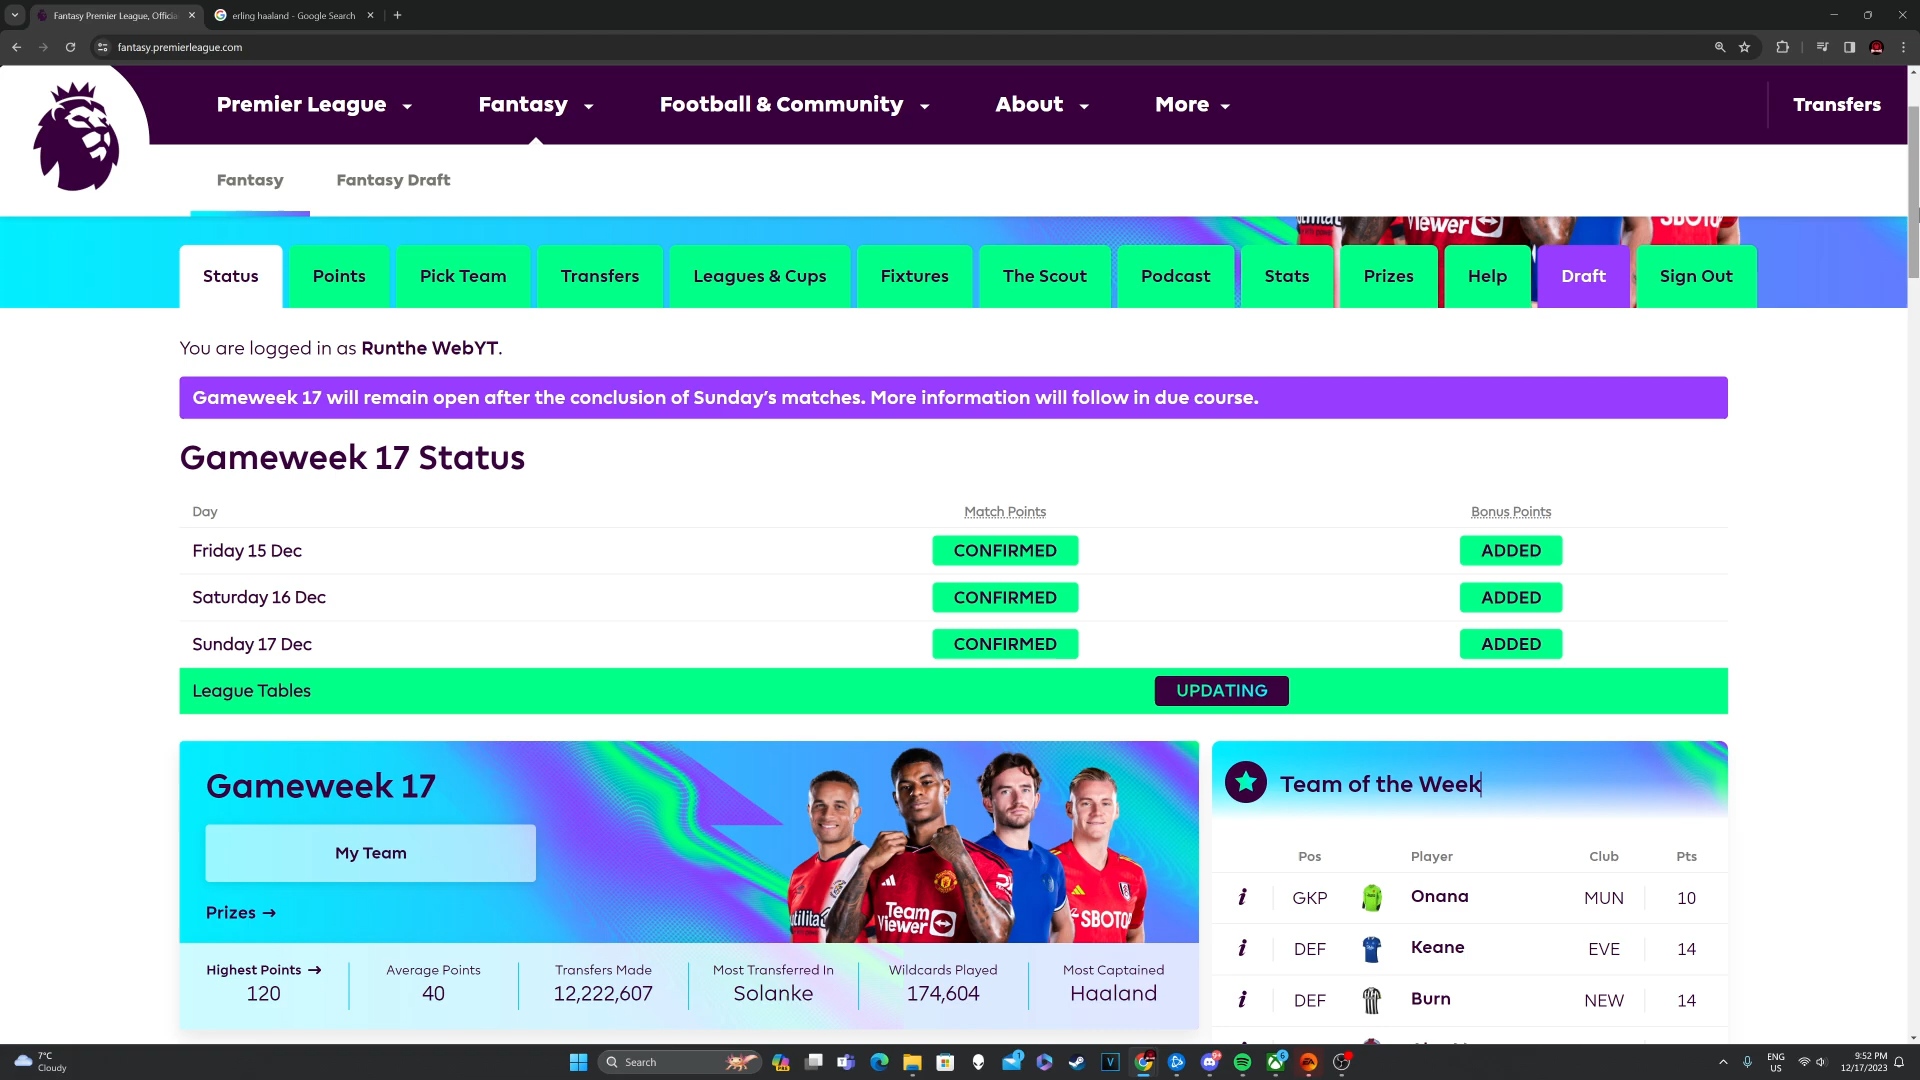 Fantasy Premier League, Officia
erling haaland - Google Search
fantasy.premierleague.com
Premier League
Fantasy
Football & Community
About
More
Transfers
Fantasy
Fantasy Draft
Viewer
SBOTO
Status
Points
Pick Team
Transfers
Leagues & Cups
Fixtures
The Scout
Podcast
Stats
Prizes
Help
Draft
Sign Out
You are logged in as Runthe WebYT.
Gameweek 17 will remain open after the conclusion of Sunday's matches. More information will follow in due course.
Gameweek 17 Status
Day Match Points Bonus Points
Friday 15 Dec CONFIRMED ADDED
Saturday 16 Dec CONFIRMED ADDED
Sunday 17 Dec CONFIRMED ADDED
League Tables UPDATING
Gameweek 17
My Team
Prizes →
utilita
Team
Viewer
SBOTO
Highest Points → Average Points Transfers Made Most Transferred In Wildcards Played Most Captained
120 40 12,222,607 Solanke 174,604 Haaland
Team of the Week
Pos Player Club Pts
i GKP Onana MUN 10
i DEF Keane EVE 14
i DEF Burn NEW 14
7°C
Cloudy
Search
ENG
US
9:52 PM
12/17/2023